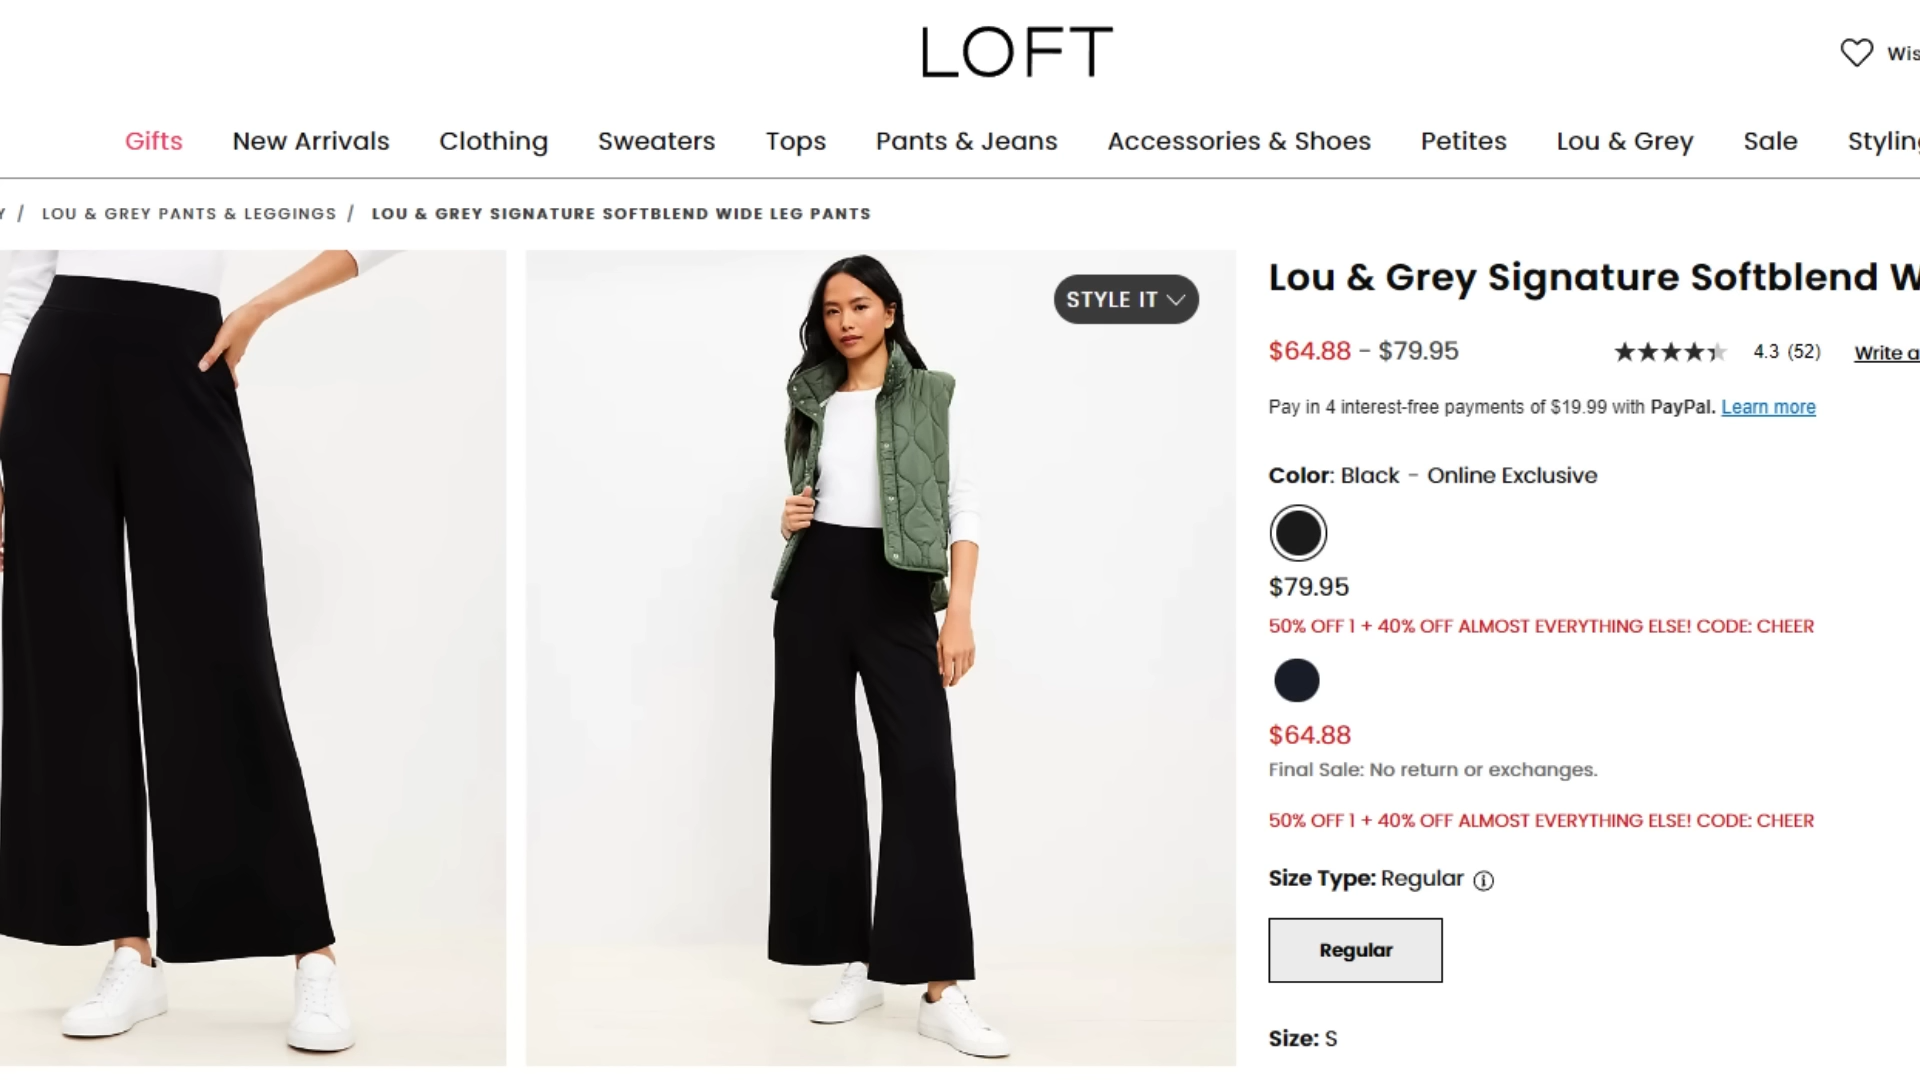 LOFT
Gifts New Arrivals Clothing Sweaters Tops Pants & Jeans Accessories & Shoes Petites Lou & Grey Sale
/ LOU & GREY PANTS & LEGGINGS / LOU & GREY SIGNATURE SOFTBLEND WIDE LEG PANTS
STYLE IT
Lou & Grey Signature Softblend
$64.88 - $79.95 4.3 (52) Write a
Pay in 4 interest-free payments of $19.99 with PayPal. Learn more
Color: Black - Online Exclusive
$79.95
50% OFF 1 + 40% OFF ALMOST EVERYTHING ELSE! CODE: CHEER
$64.88
Final Sale: No return or exchanges.
50% OFF 1 + 40% OFF ALMOST EVERYTHING ELSE! CODE: CHEER
Size Type: Regular
Regular
Size: S